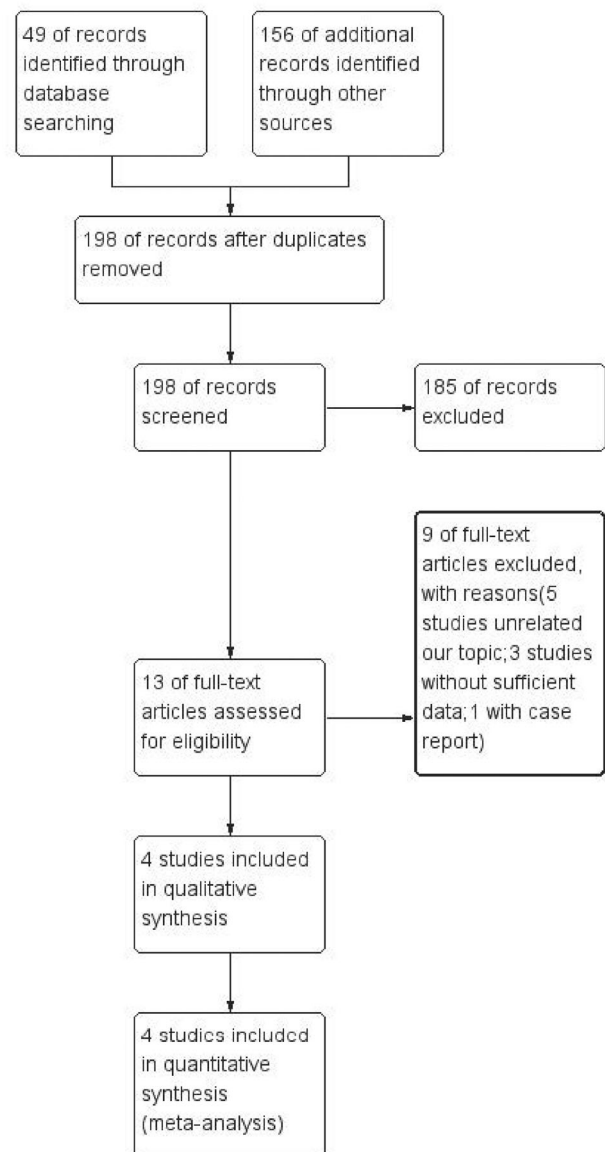 49 of records
identified through
database
searching
156 of additional
records identified
through other
sources
198 of records after duplicates
removed
198 of records
screened
185 of records
excluded
9 of full-text
articles excluded,
with reasons(5
studies unrelated
our topic;3 studies
without sufficient
data;1 with case
report)
13 of full-text
articles assessed
for eligibility
4 studies included
in qualitative
synthesis
4 studies included
in quantitative
synthesis
(meta-analysis)